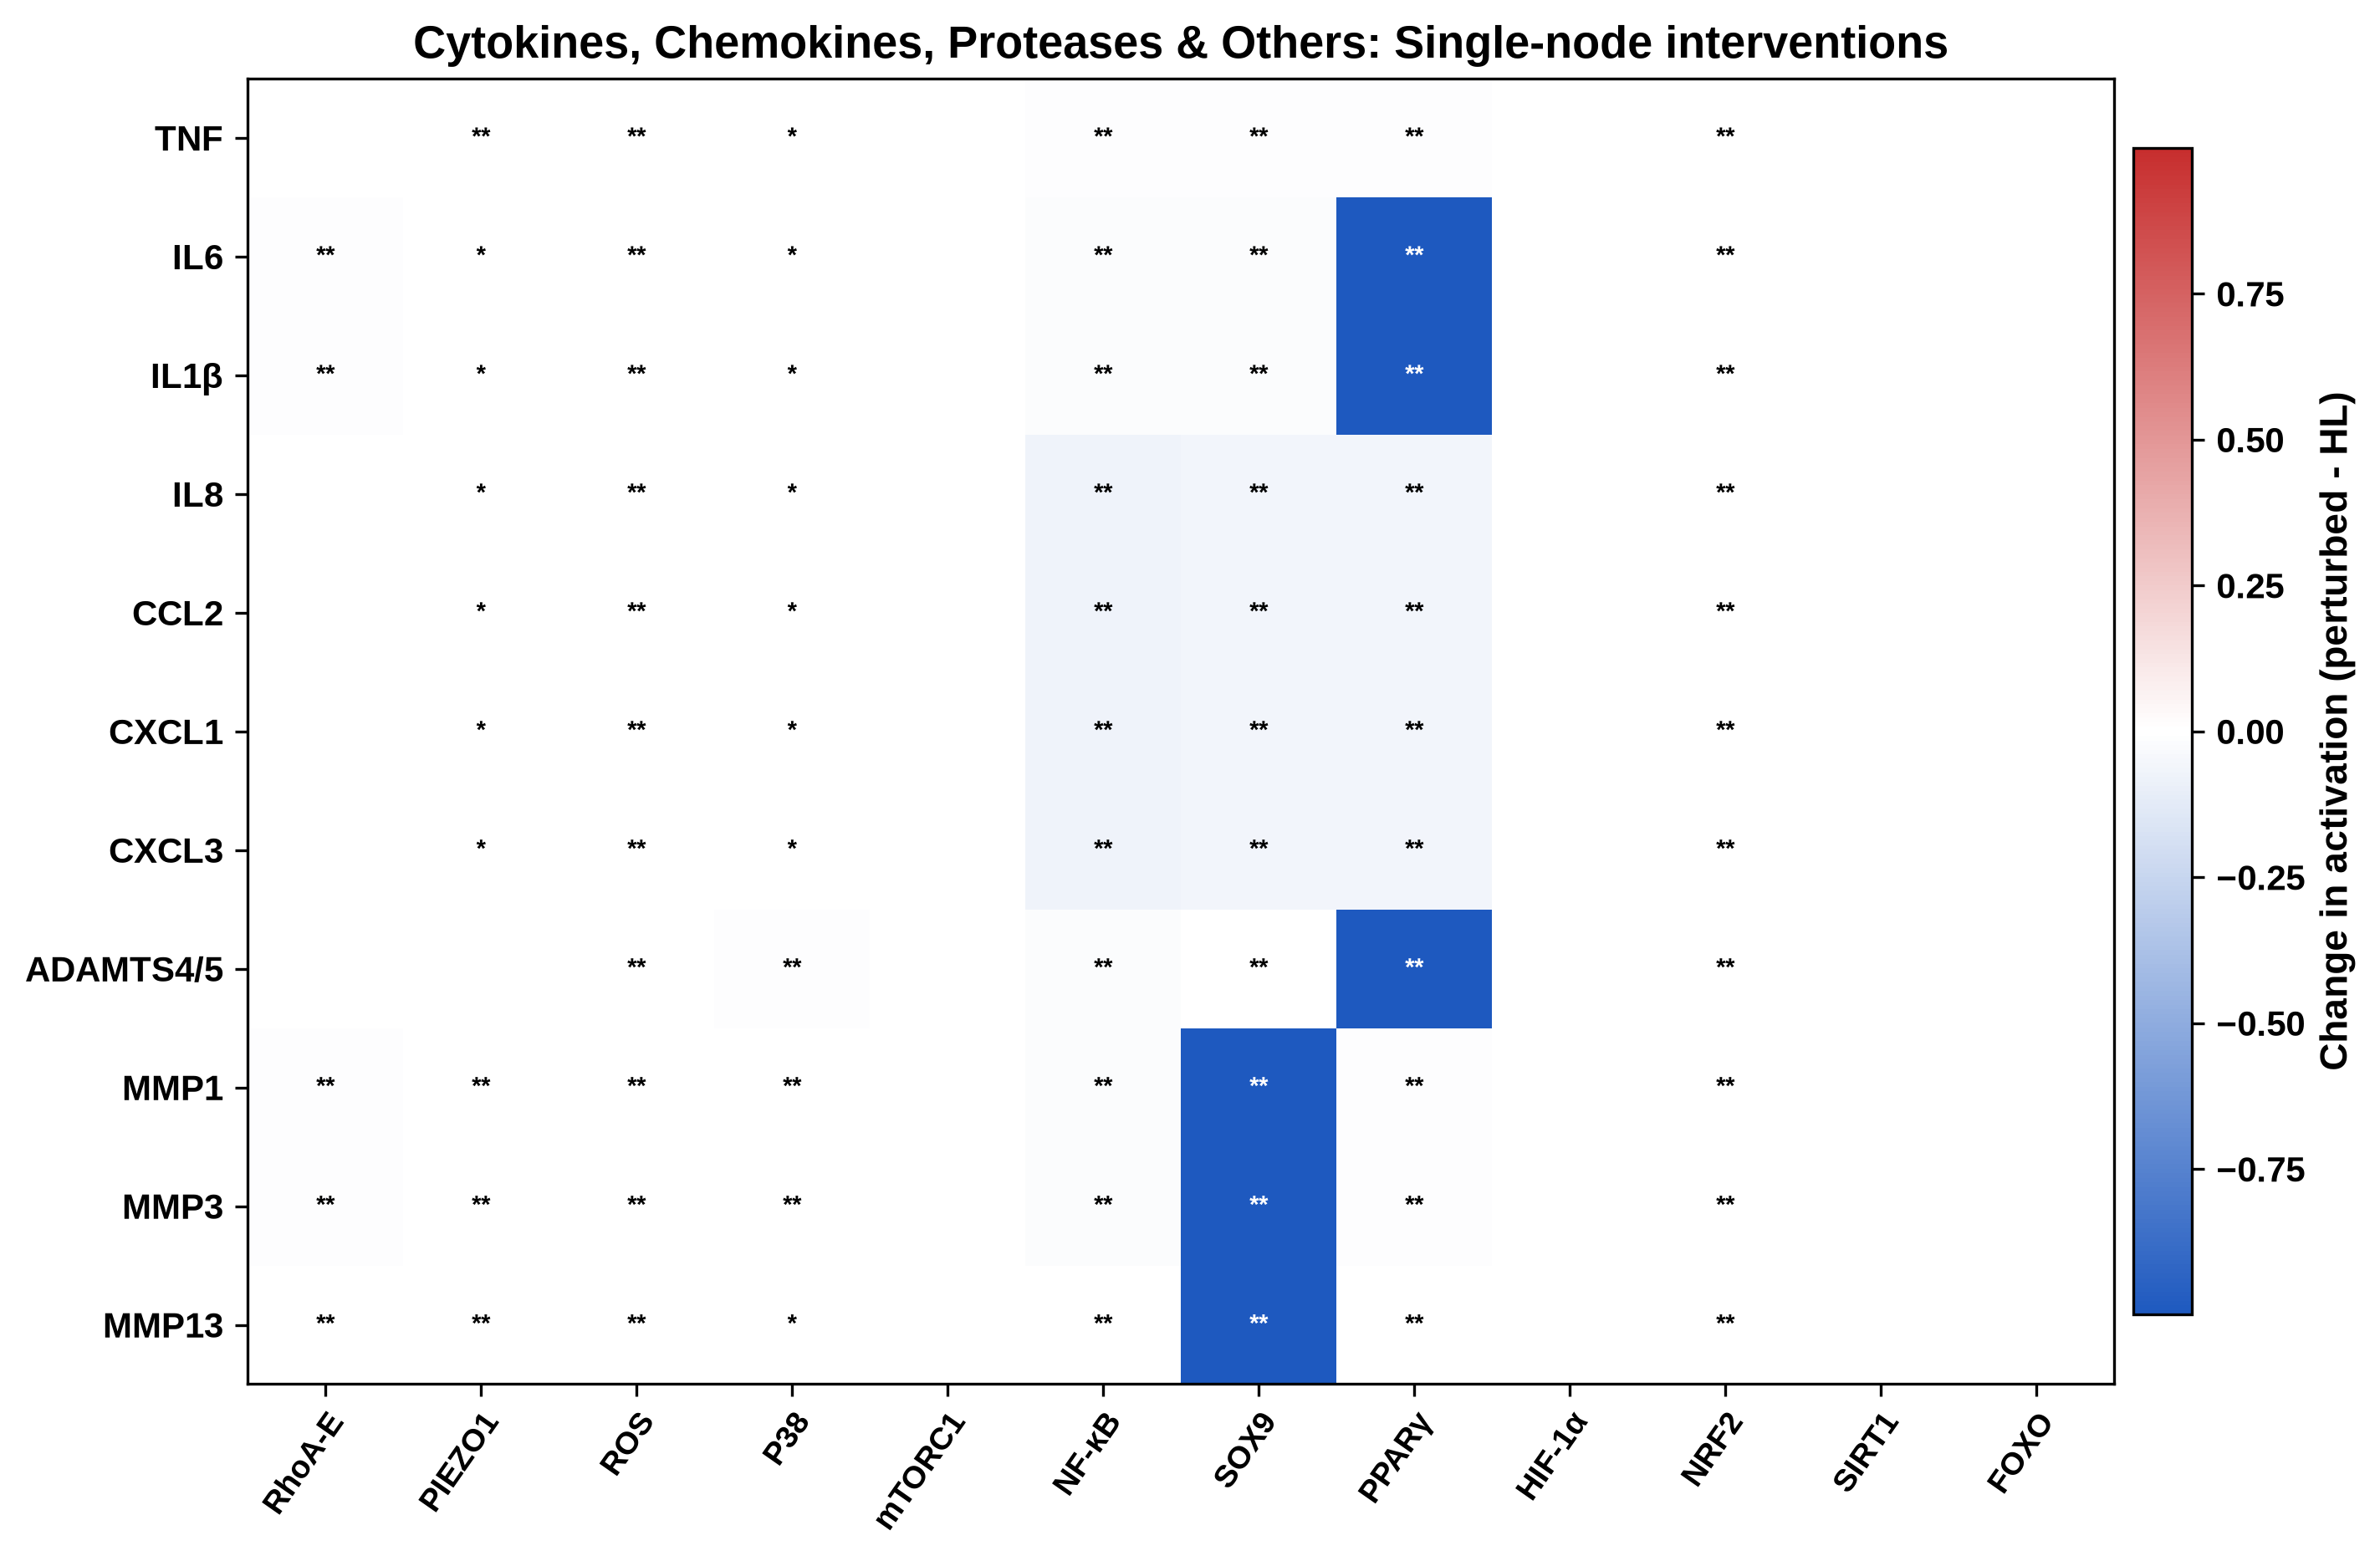 Cytokines, Chemokines, Proteases & Others: Single-node interventions
TNF ** ** * ** ** ** **
IL6 ** * ** * ** ** ** **
IL1β ** * ** * ** ** ** **
IL8 * ** * ** ** ** **
CCL2 * ** * ** ** ** **
CXCL1 * ** * ** ** ** **
CXCL3 * ** * ** ** ** **
ADAMTS4/5 ** ** ** ** ** **
MMP1 ** ** ** ** ** ** ** **
MMP3 ** ** ** ** ** ** ** **
MMP13 ** ** ** * ** ** ** **
RhoA-E
PIEZO1
ROS
P38
mTORC1
NF-κB
SOX9
PPARγ
HIF-1α
NRF2
SIRT1
FOXO
0.75
0.50
0.25
0.00
−0.25
−0.50
−0.75
Change in activation (perturbed - HL)